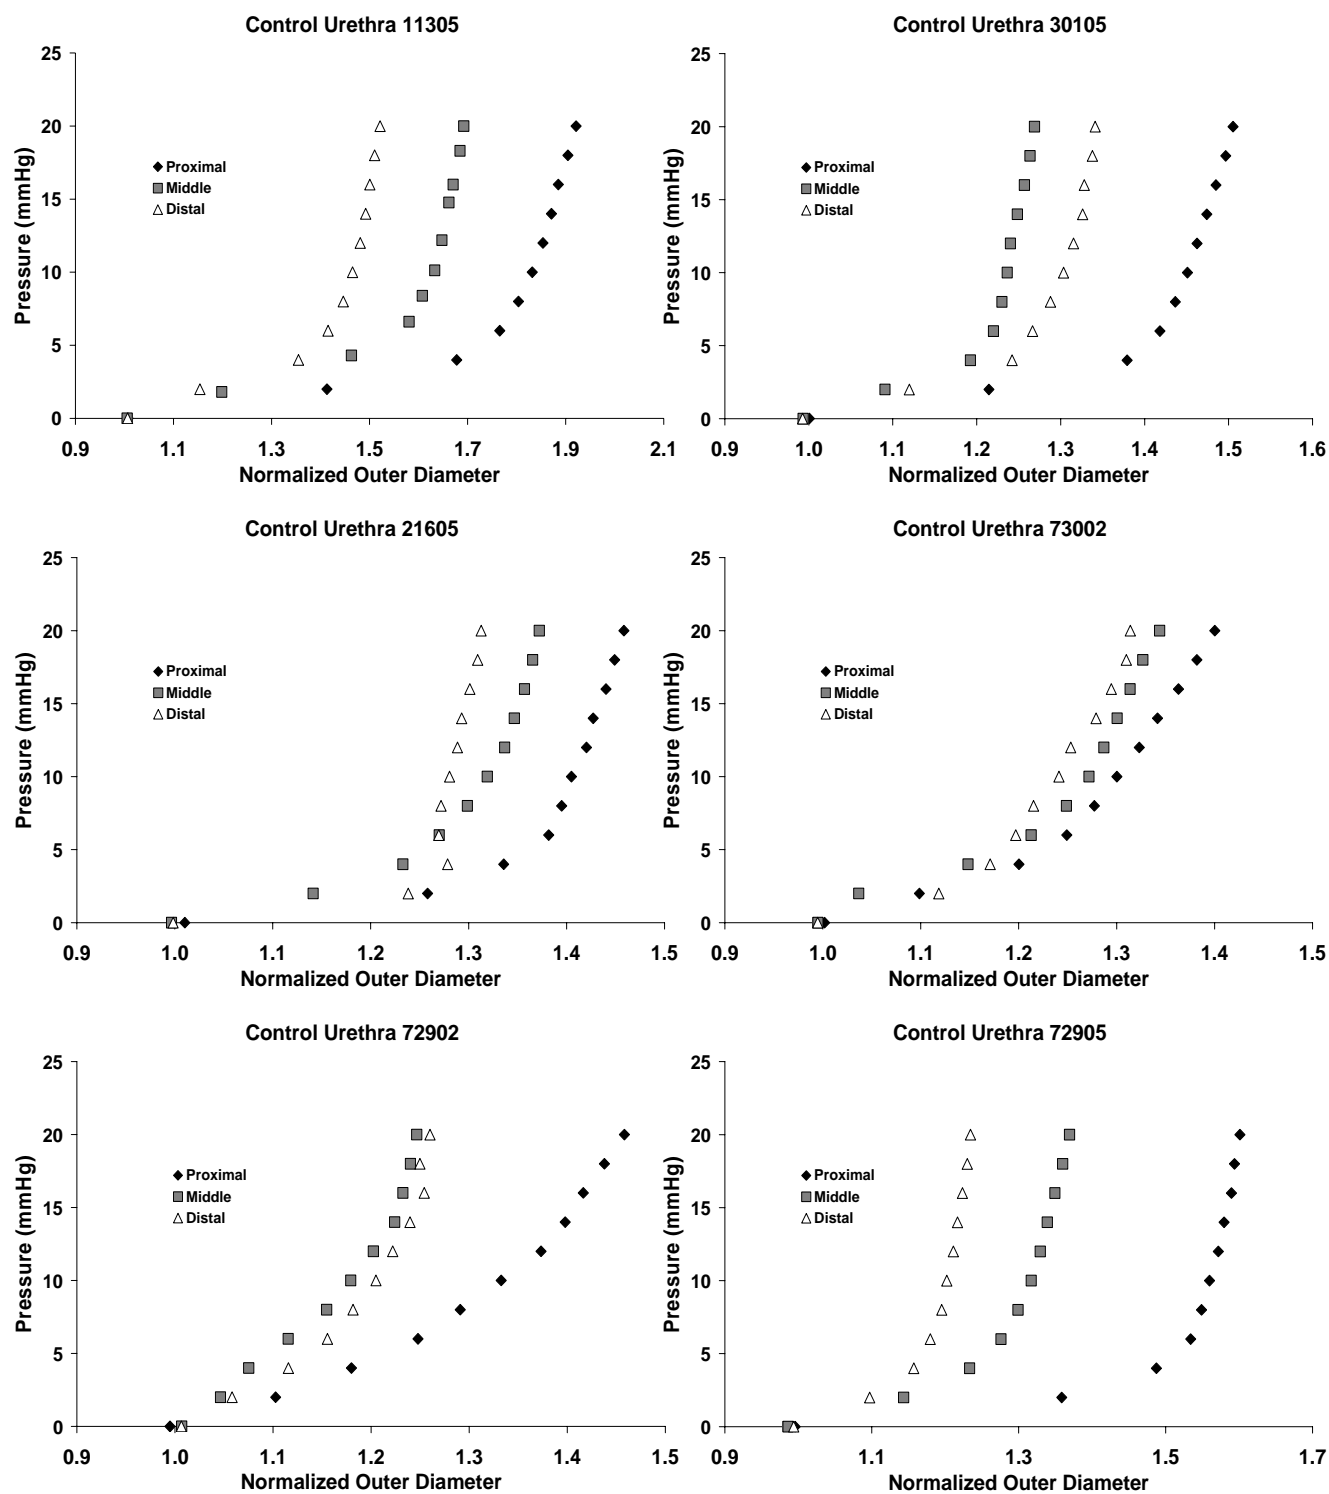 Control Urethra 11305
25
20
15
10
5
0
Pressure (mmHg)
Proximal
Middle
Distal
0.9 1.1 1.3 1.5 1.7 1.9 2.1
Normalized Outer Diameter
Control Urethra 30105
25
20
15
10
5
0
Pressure (mmHg)
Proximal
Middle
Distal
0.9 1.0 1.1 1.2 1.3 1.4 1.5 1.6
Normalized Outer Diameter
Control Urethra 21605
25
20
15
10
5
0
Pressure (mmHg)
Proximal
Middle
Distal
0.9 1.0 1.1 1.2 1.3 1.4 1.5
Normalized Outer Diameter
Control Urethra 73002
25
20
15
10
5
0
Pressure (mmHg)
Proximal
Middle
Distal
0.9 1.0 1.1 1.2 1.3 1.4 1.5
Normalized Outer Diameter
Control Urethra 72902
25
20
15
10
5
0
Pressure (mmHg)
Proximal
Middle
Distal
0.9 1.0 1.1 1.2 1.3 1.4 1.5
Normalized Outer Diameter
Control Urethra 72905
25
20
15
10
5
0
Pressure (mmHg)
Proximal
Middle
Distal
0.9 1.1 1.3 1.5 1.7
Normalized Outer Diameter